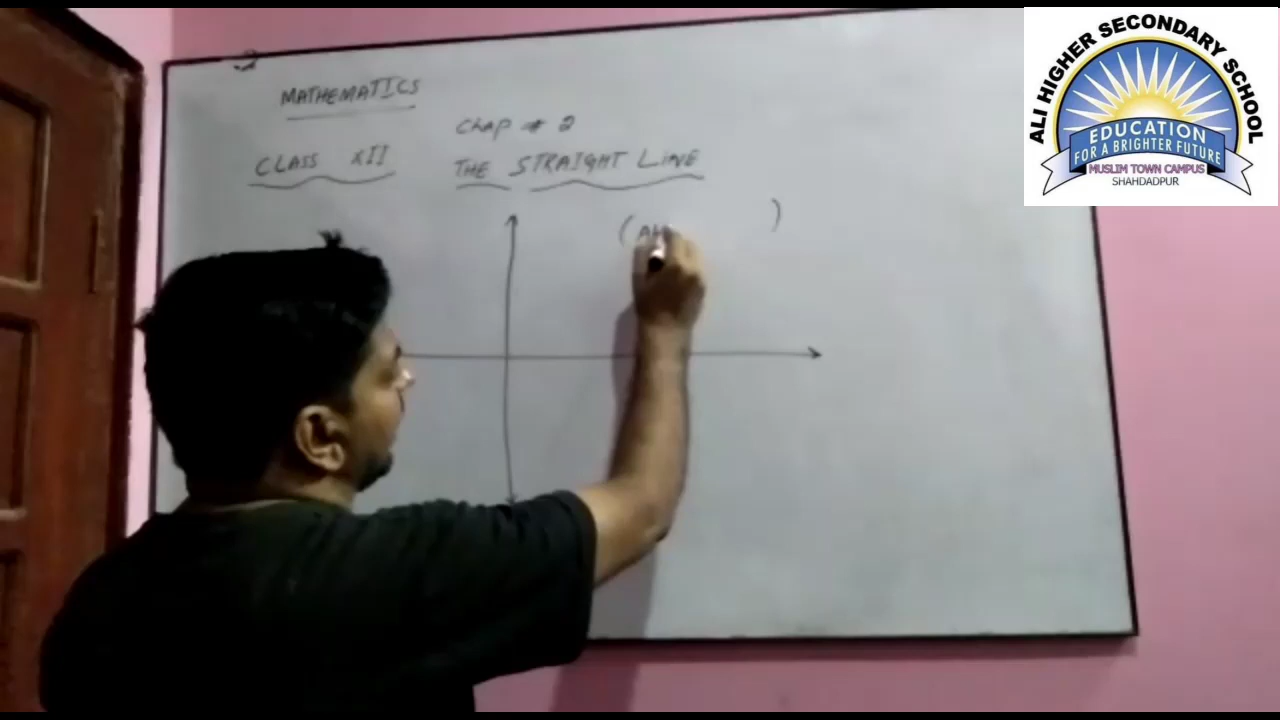 MATHEMATICS
Chap # 2
CLASS XII
THE STRAIGHT LINE
ALI HIGHER SECONDARY SCHOOL
EDUCATION
FOR A BRIGHTER FUTURE
MUSLIM TOWN CAMPUS
SHAHDADPUR